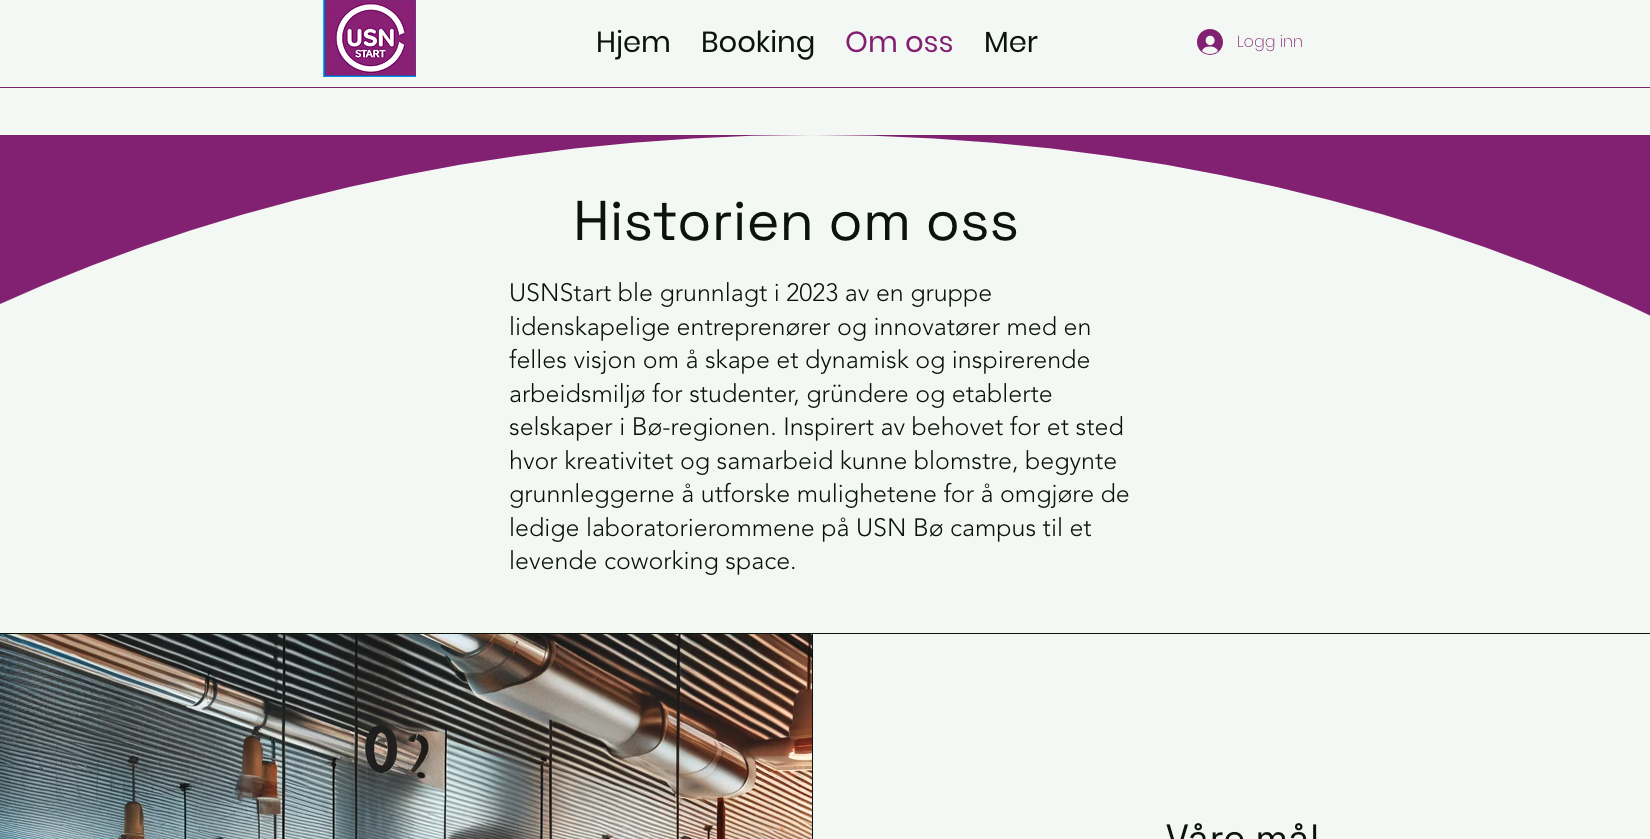 USN
START
Hjem Booking Om oss Mer
Logg inn
Historien om oss
USNStart ble grunnlagt i 2023 av en gruppe
lidenskapelige entreprenører og innovatører med en
felles visjon om å skape et dynamisk og inspirerende
arbeidsmiljø for studenter, gründere og etablerte
selskaper i Bø-regionen. Inspirert av behovet for et sted
hvor kreativitet og samarbeid kunne blomstre, begynte
grunnleggerne å utforske mulighetene for å omgjøre de
ledige laboratorierommene på USN Bø campus til et
levende coworking space.
02
Våre mål